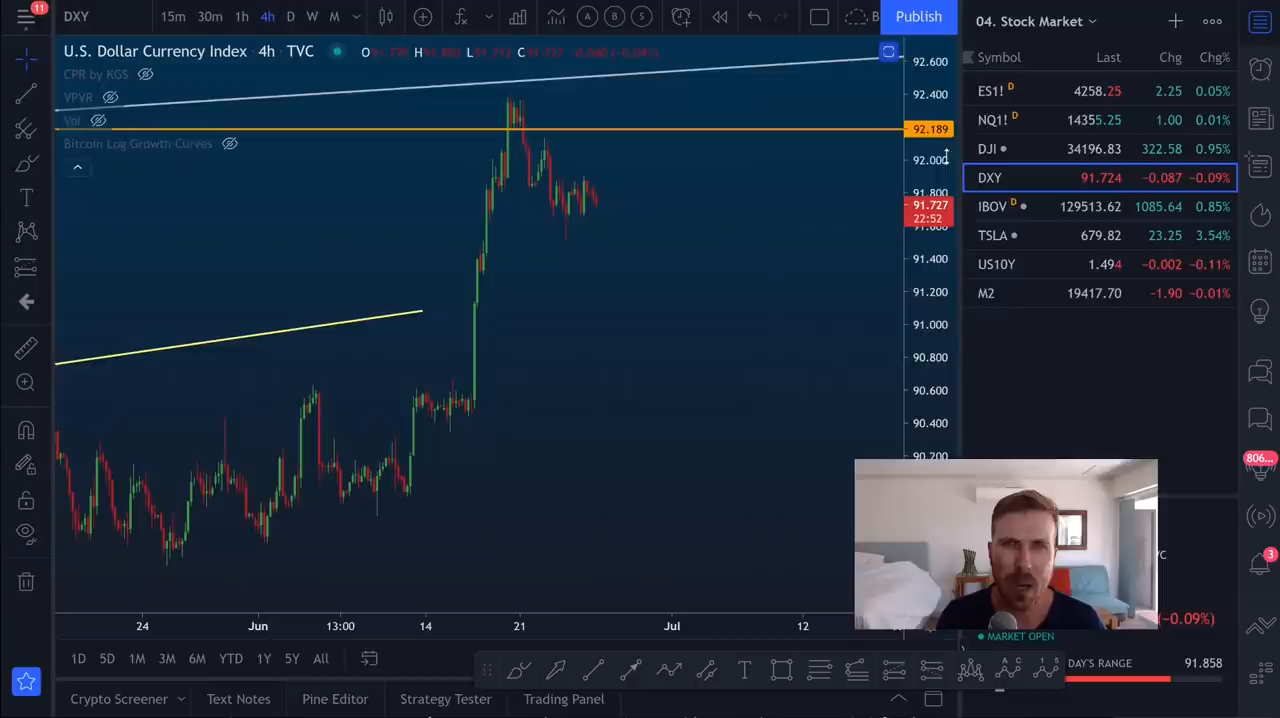 11
DXY
15m 30m 1h 4h D W M
A B S
B
Publish
04. Stock Market
U.S. Dollar Currency Index · 4h · TVC
O H L C
CPR by KGS
VPVR
Vol
Bitcoin Log Growth Curves
92.600
92.400
92.189
92.000
91.800
91.727
22:52
91.600
91.400
91.200
91.000
90.800
90.600
90.400
90.200
Symbol Last Chg Chg%
ES1! D 4258.25 2.25 0.05%
NQ1! D 14355.25 1.00 0.01%
DJI 34196.83 322.58 0.95%
DXY 91.724 −0.087 −0.09%
IBOV D 129513.62 1085.64 0.85%
TSLA 679.82 23.25 3.54%
US10Y 1.494 −0.002 −0.11%
M2 19417.70 −1.90 −0.01%
806...
3
24 Jun 13:00 14 21 Jul 12
(−0.09%)
MARKET OPEN
DAY'S RANGE 91.858
1D 5D 1M 3M 6M YTD 1Y 5Y All
Crypto Screener Text Notes Pine Editor Strategy Tester Trading Panel